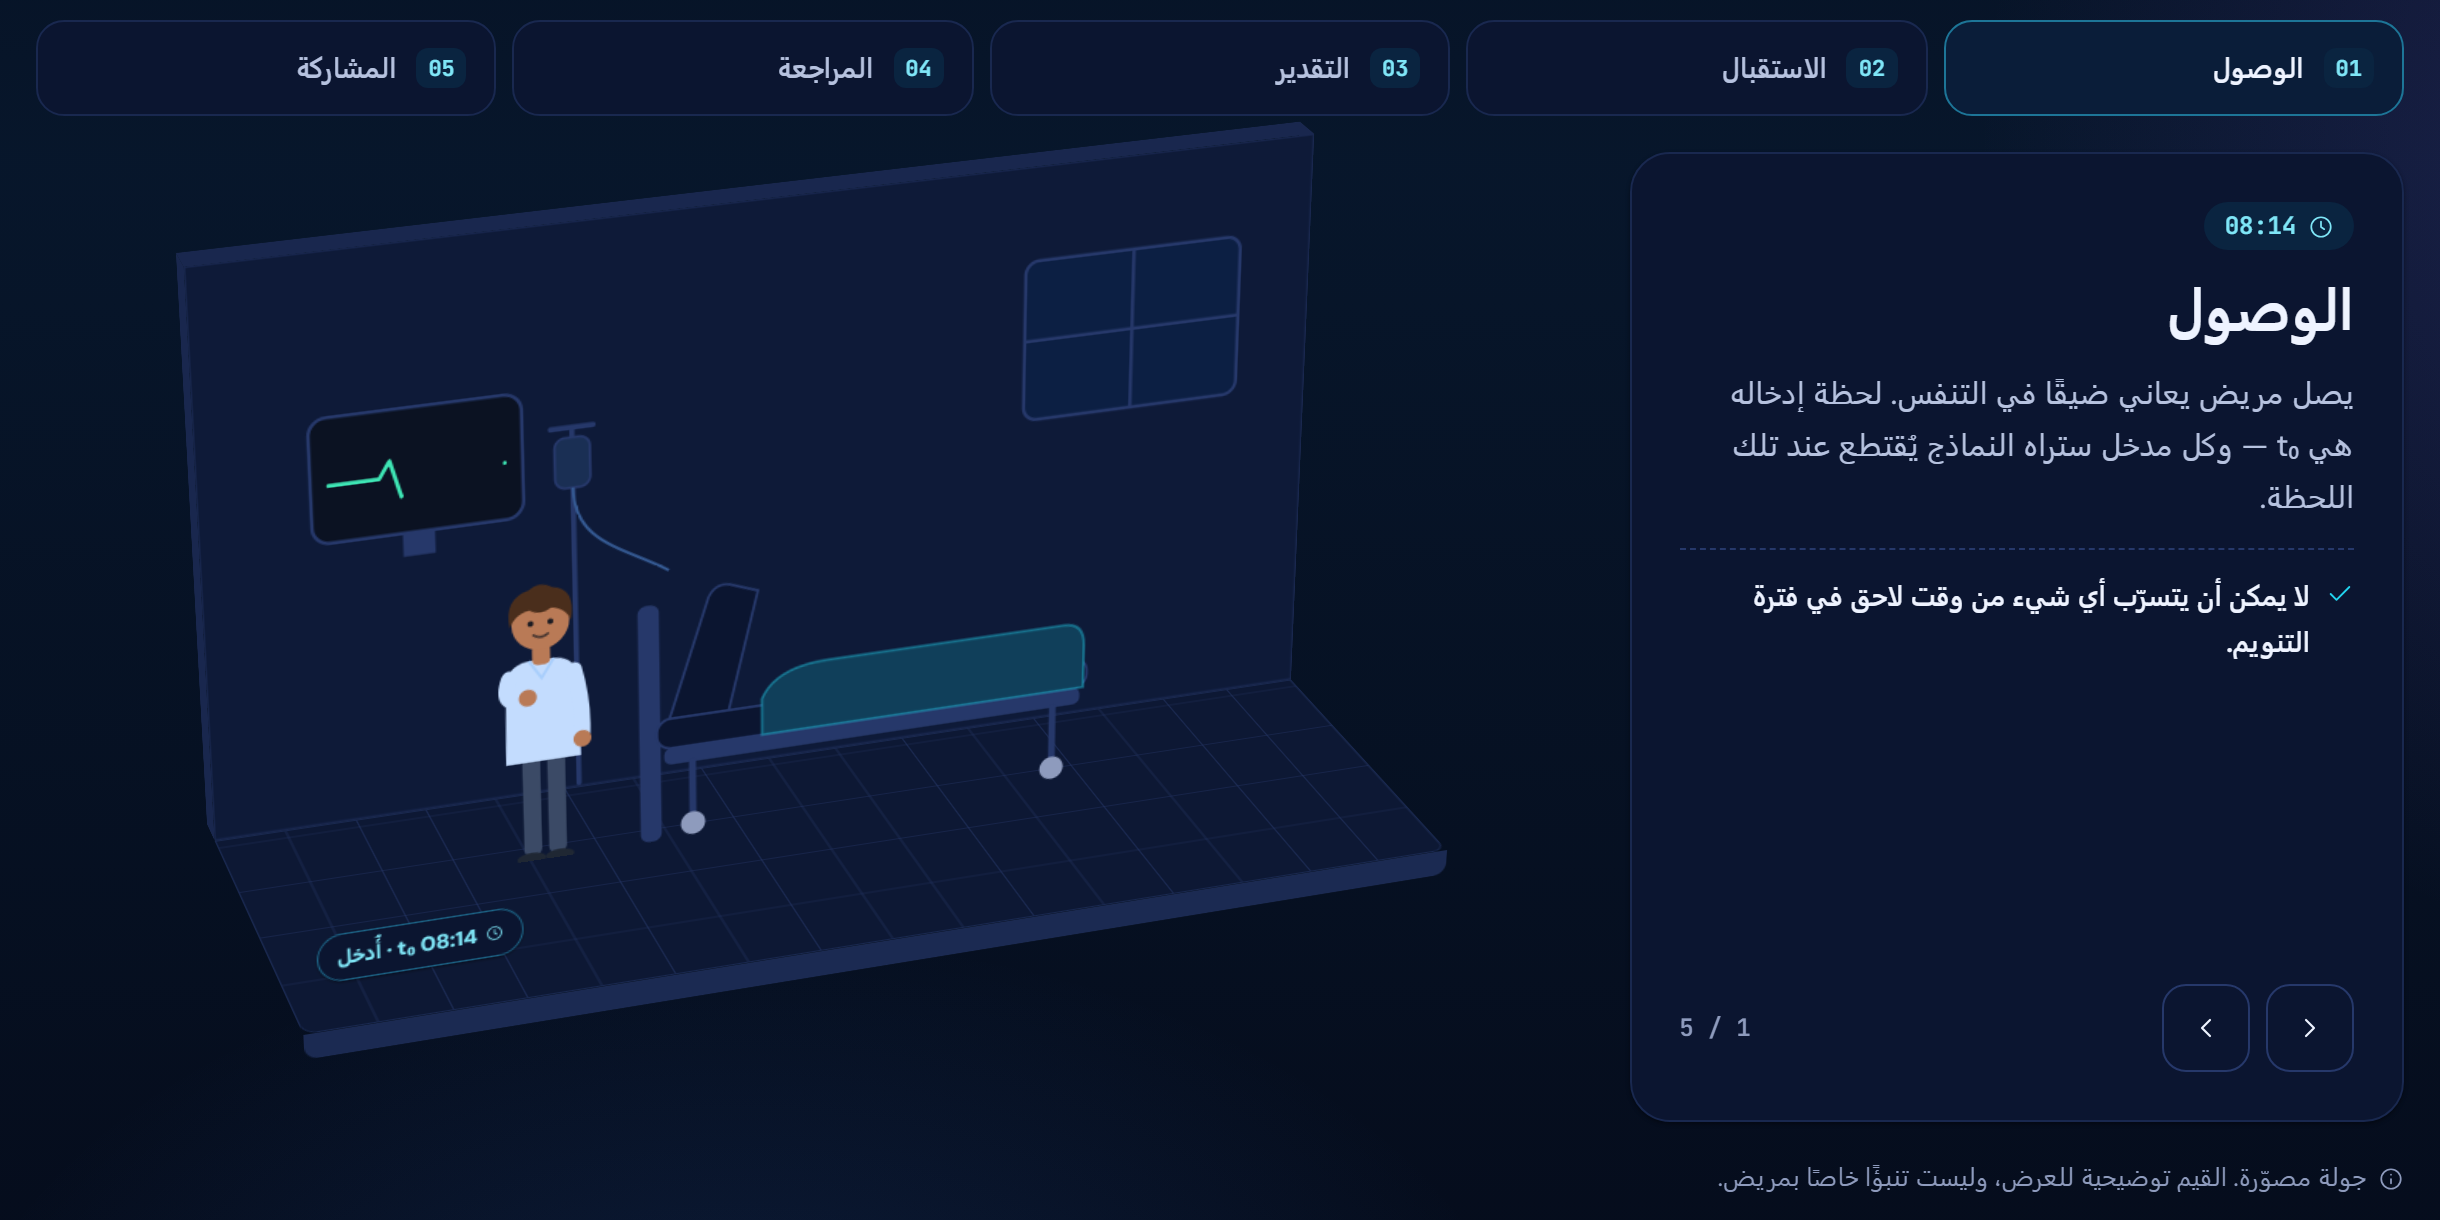 01 الوصول
02 الاستقبال
03 التقدير
04 المراجعة
05 المشاركة
08:14
الوصول
يصل مريض يعاني ضيقًا في التنفس. لحظة إدخاله
هي t₀ — وكل مدخل ستراه النماذج يُقتطع عند تلك
اللحظة.
لا يمكن أن يتسرّب أي شيء من وقت لاحق في فترة
التنويم.
1 / 5
08:14 t₀ · أُدخل
جولة مصوّرة. القيم توضيحية للعرض، وليست تنبؤًا خاصًا بمريض.